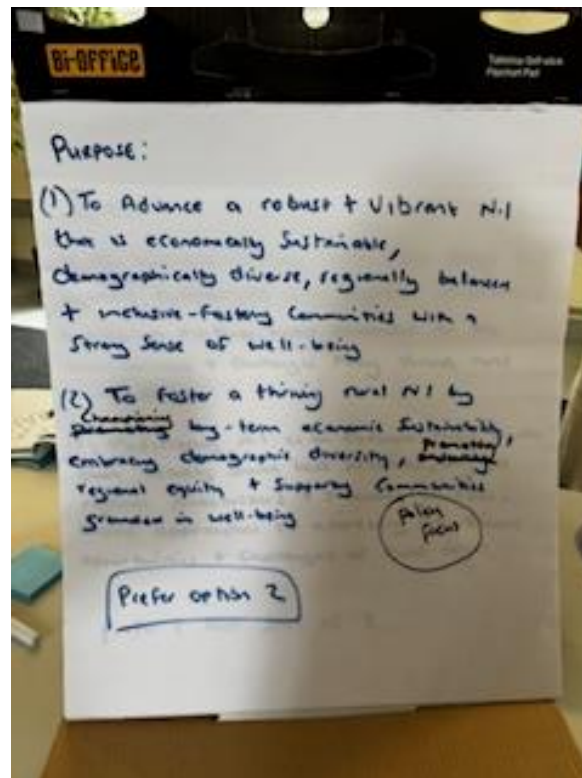 Bi-OFFiCE
Purpose:
(1) To Advance a robust + Vibrant N.I
that is economically Sustainable,
demographically diverse, regionally balanced
+ inclusive - fostering Communities with a
Strong Sense of well-being
(2) To foster a thriving rural NI by
championing
promoting long-term economic Sustainability,
promoting
embracing demographic diversity,
regional equity + Supporting Communities
grounded in well-being
policy
focus
Prefer option 2